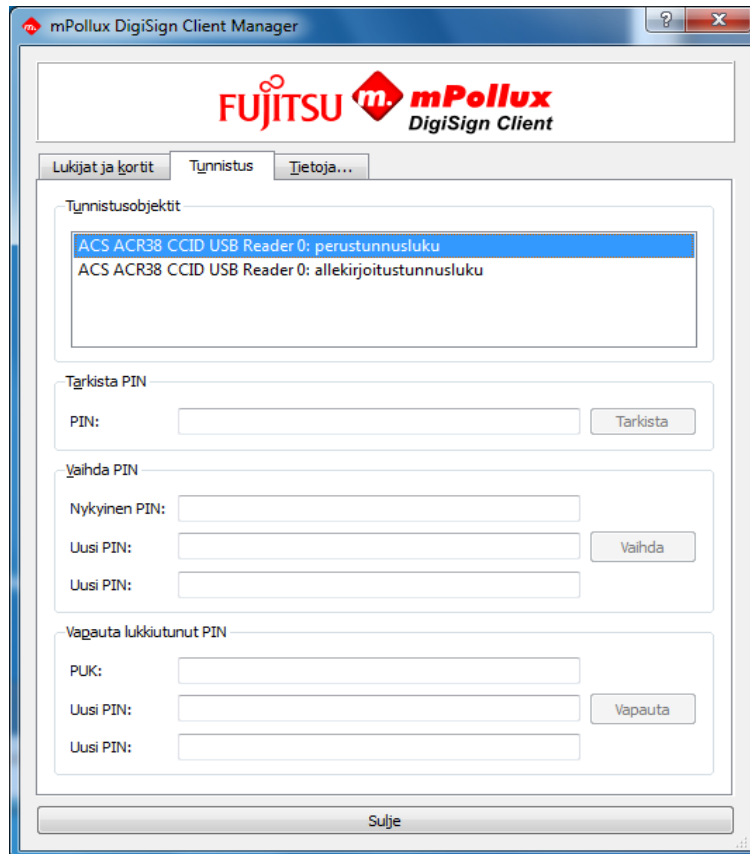 mPollux DigiSign Client Manager
FUJITSU m. mPollux
DigiSign Client
Lukijat ja kortit Tunnistus Tietoja...
Tunnistusobjektit
ACS ACR38 CCID USB Reader 0: perustunnusluku
ACS ACR38 CCID USB Reader 0: allekirjoitustunnusluku
Tarkista PIN
PIN: Tarkista
Vaihda PIN
Nykyinen PIN:
Uusi PIN: Vaihda
Uusi PIN:
Vapauta lukkiutunut PIN
PUK:
Uusi PIN: Vapauta
Uusi PIN:
Sulje